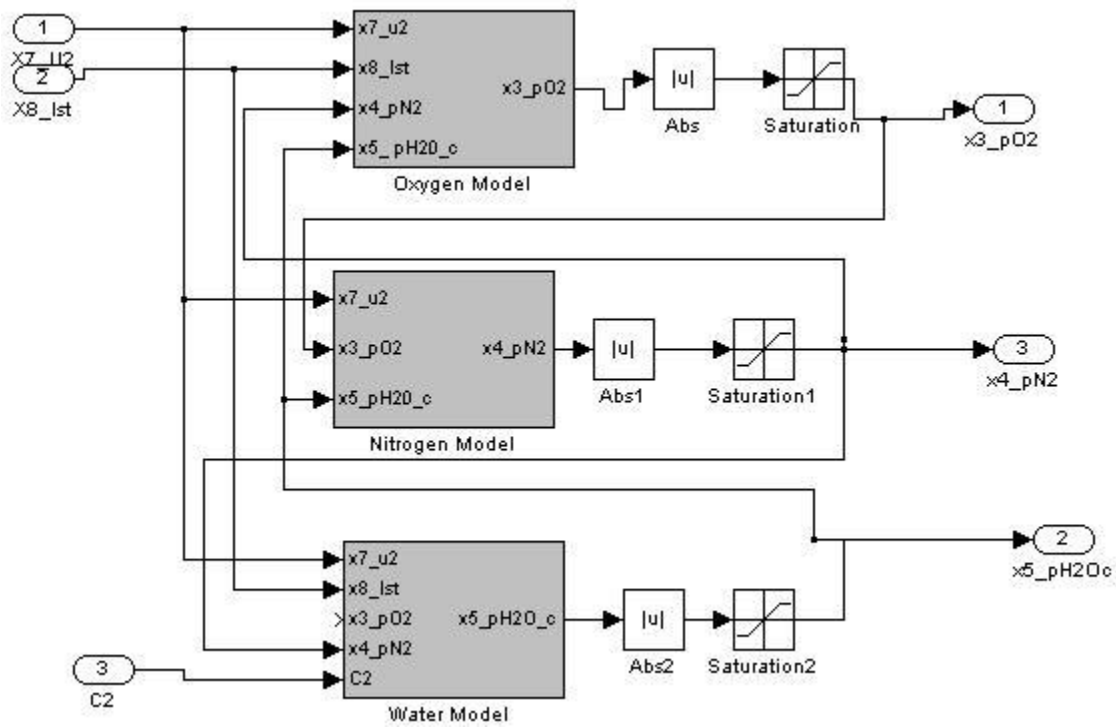 1
X7_U2
2
X8_Ist
x7_u2
x8_Ist
x4_pN2
x5_ pH20_c
x3_pO2
Oxygen Model
|u|
Abs
Saturation
1
x3_pO2
x7_u2
x3_pO2
x5_pH20_c
x4_pN2
Nitrogen Model
|u|
Abs1
Saturation1
3
x4_pN2
x7_u2
x8_Ist
x3_pO2
x4_pN2
C2
x5_pH2O_c
Water Model
|u|
Abs2
Saturation2
2
x5_pH2Oc
3
C2